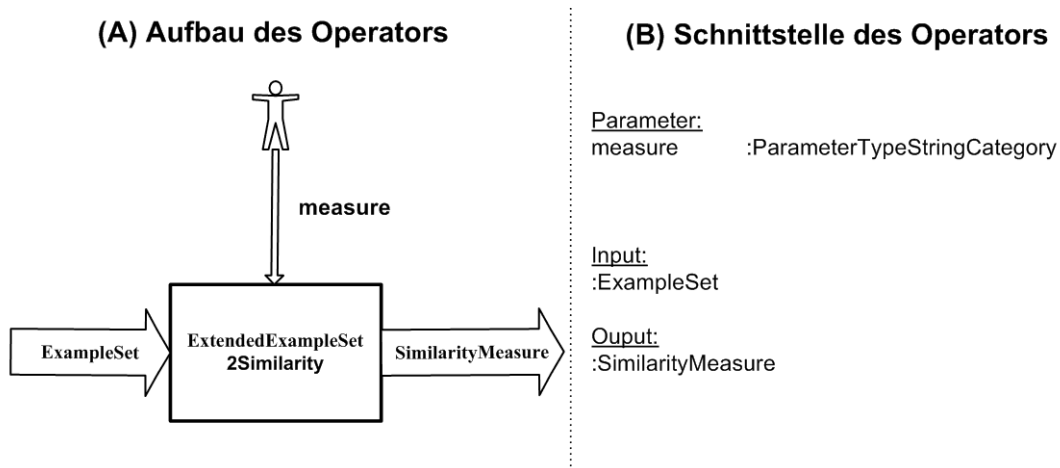 (A) Aufbau des Operators
measure
ExampleSet
ExtendedExampleSet
2Similarity
SimilarityMeasure
(B) Schnittstelle des Operators
Parameter:
measure :ParameterTypeStringCategory
Input:
:ExampleSet
Ouput:
:SimilarityMeasure